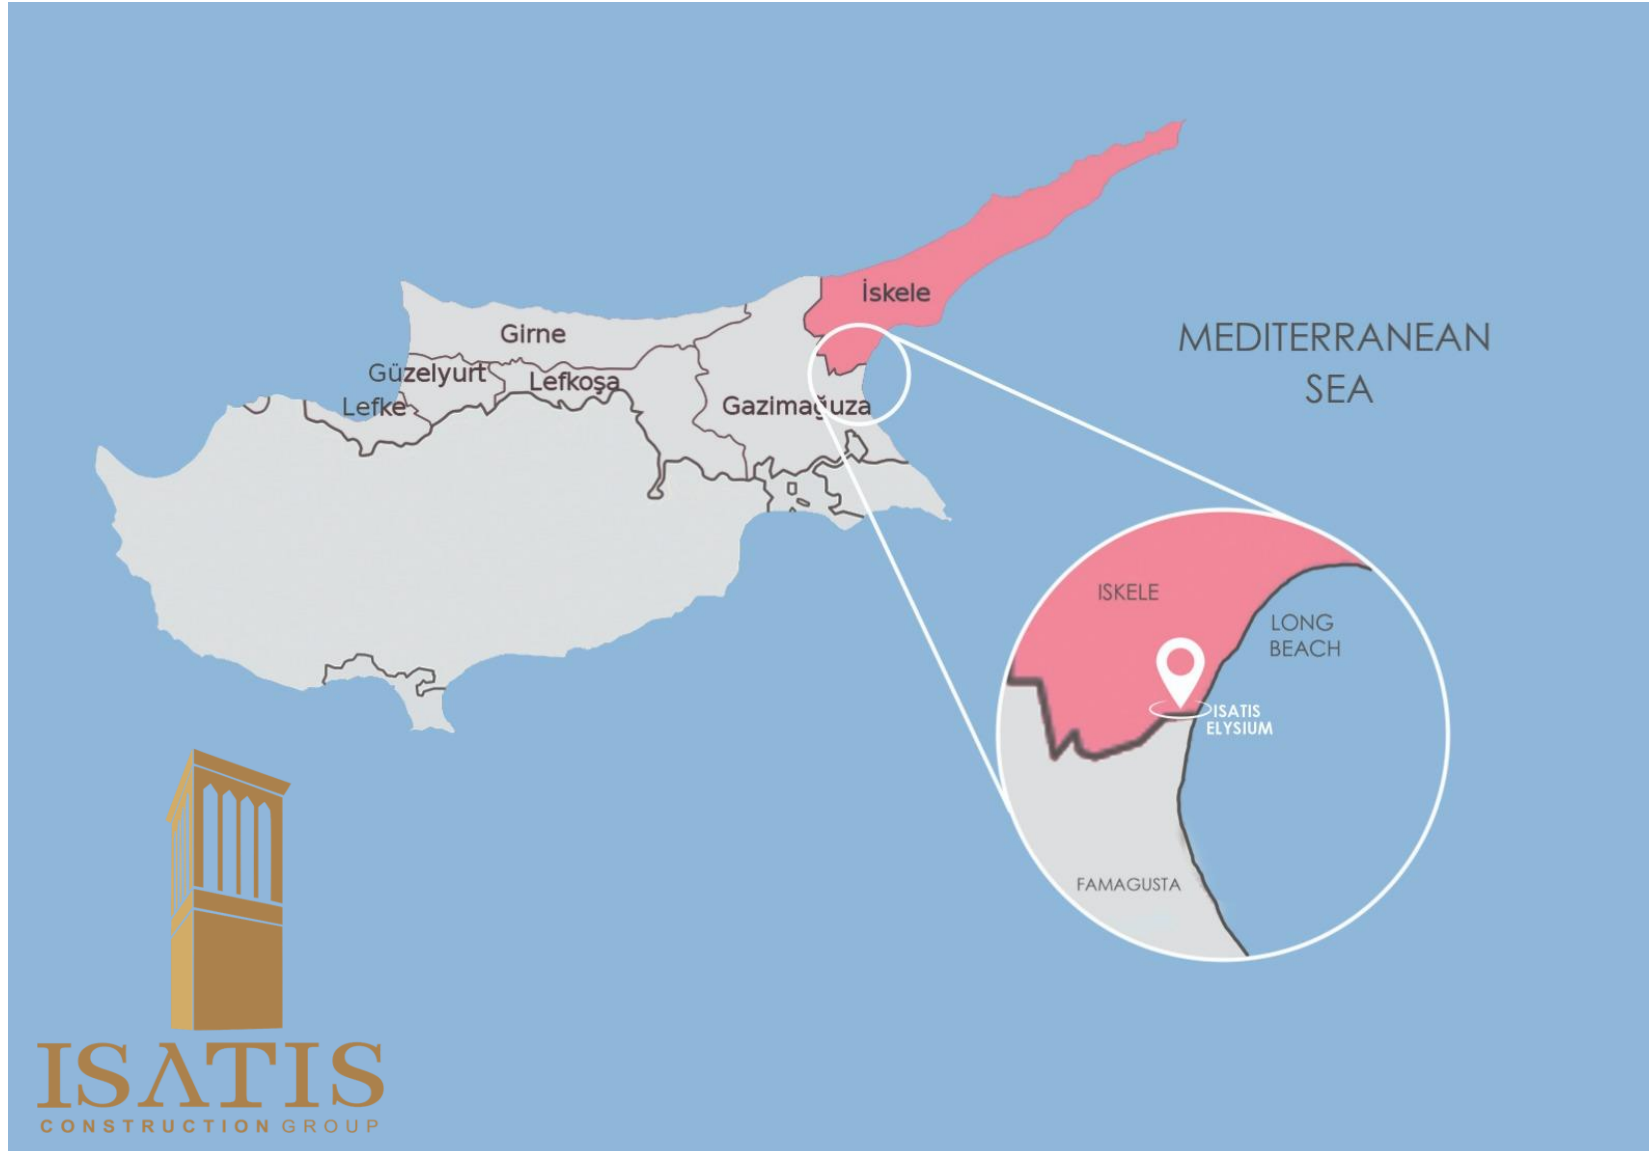 İskele
Girne
Güzelyurt
Lefkoşa
Lefke
Gazimağuza
MEDITERRANEAN
SEA
ISKELE
LONG
BEACH
ISATIS
ELYSIUM
FAMAGUSTA
ISATIS
CONSTRUCTION GROUP